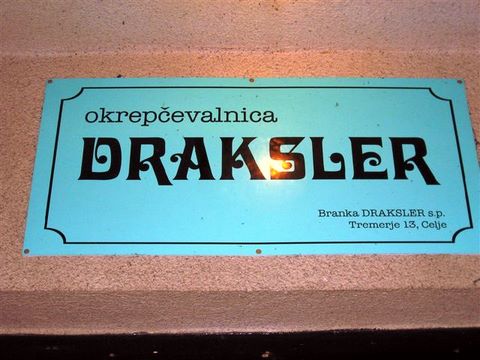 okrepčevalnica
DRAKSLER
Branka DRAKSLER s.p.
Tremerje 13, Celje